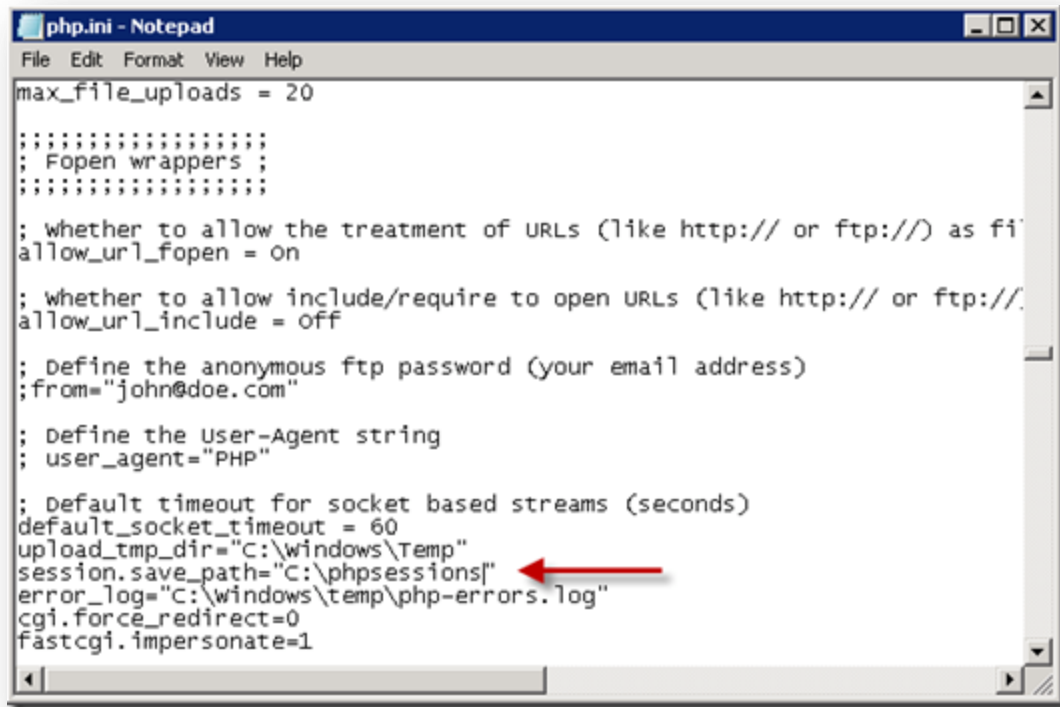 php.ini - Notepad
File Edit Format View Help
max_file_uploads = 20
;;;;;;;;;;;;;;;;;;
; Fopen wrappers ;
;;;;;;;;;;;;;;;;;;
; Whether to allow the treatment of URLs (like http:// or ftp://) as fil
allow_url_fopen = On
; Whether to allow include/require to open URLs (like http:// or ftp://)
allow_url_include = Off
; Define the anonymous ftp password (your email address)
;from="john@doe.com"
; Define the User-Agent string
; user_agent="PHP"
; Default timeout for socket based streams (seconds)
default_socket_timeout = 60
upload_tmp_dir="C:\Windows\Temp"
session.save_path="C:\phpsessions"
error_log="C:\Windows\temp\php-errors.log"
cgi.force_redirect=0
fastcgi.impersonate=1